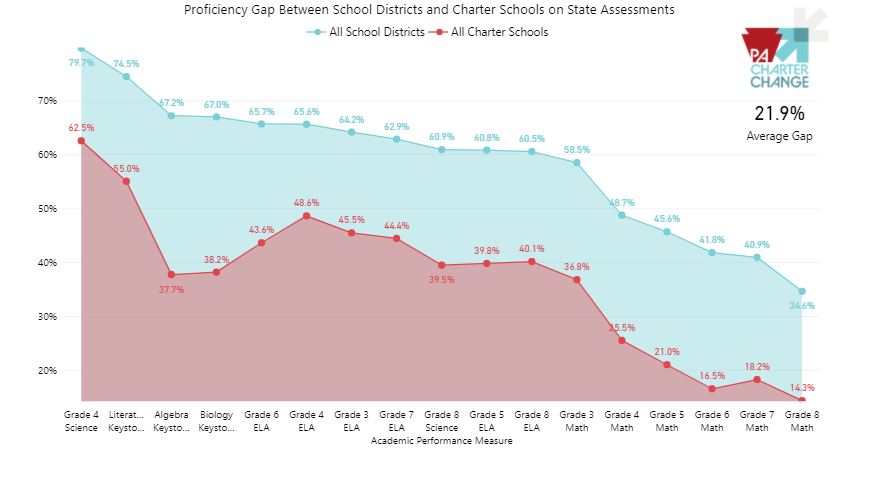 Proficiency Gap Between School Districts and Charter Schools on State Assessments
All School Districts All Charter Schools
PA
CHARTER
CHANGE
21.9%
Average Gap
79.7% 74.5% 67.2% 67.0% 65.7% 65.6% 64.2% 62.9% 60.9% 60.8% 60.5% 58.5% 48.7% 45.6% 41.8% 40.9% 34.6%
62.5% 55.0% 37.7% 38.2% 43.6% 48.6% 45.5% 44.4% 39.5% 39.8% 40.1% 36.8% 25.5% 21.0% 16.5% 18.2% 14.3%
70%
60%
50%
40%
30%
20%
Grade 4 Literat... Algebra Biology Grade 6 Grade 4 Grade 3 Grade 7 Grade 8 Grade 5 Grade 8 Grade 3 Grade 4 Grade 5 Grade 6 Grade 7 Grade 8
Science Keysto... Keysto... Keysto... ELA ELA ELA ELA Science ELA ELA Math Math Math Math Math Math
Academic Performance Measure